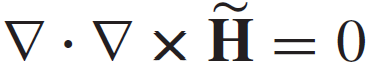 ∇ · ∇ × H̃ = 0